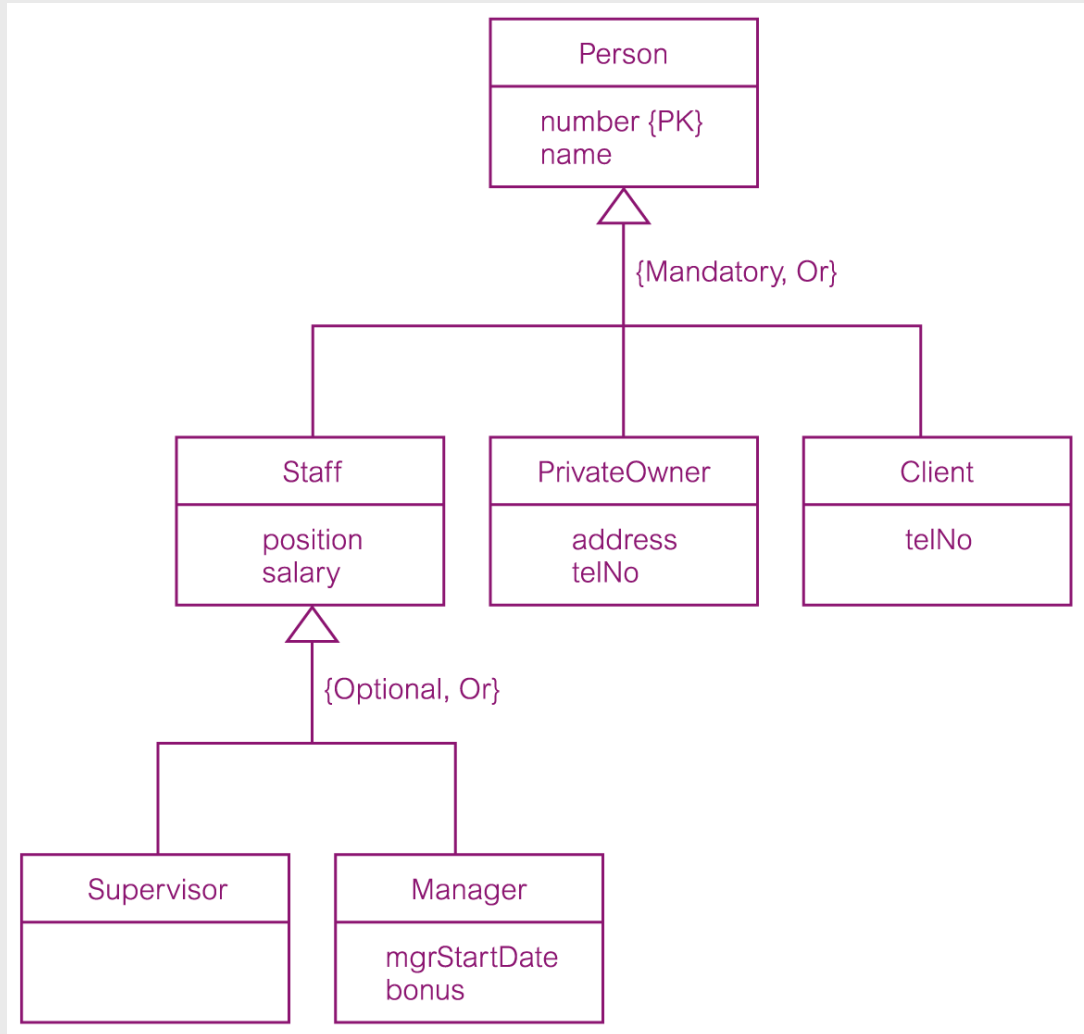 Person
number {PK}
name
{Mandatory, Or}
Staff
position
salary
PrivateOwner
address
telNo
Client
telNo
{Optional, Or}
Supervisor
Manager
mgrStartDate
bonus